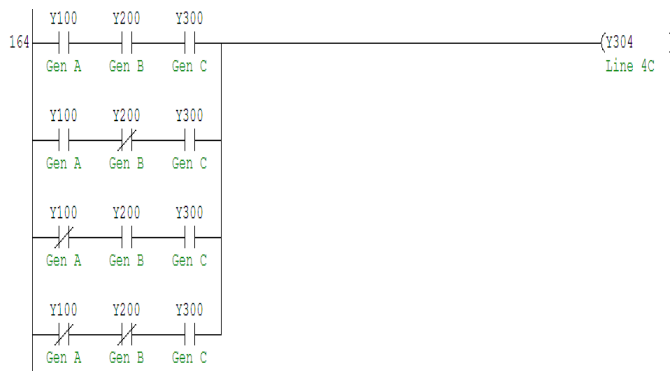 Y100 Y200 Y300
164 (Y304 )
Gen A Gen B Gen C Line 4C
Y100 Y200 Y300
Gen A Gen B Gen C
Y100 Y200 Y300
Gen A Gen B Gen C
Y100 Y200 Y300
Gen A Gen B Gen C